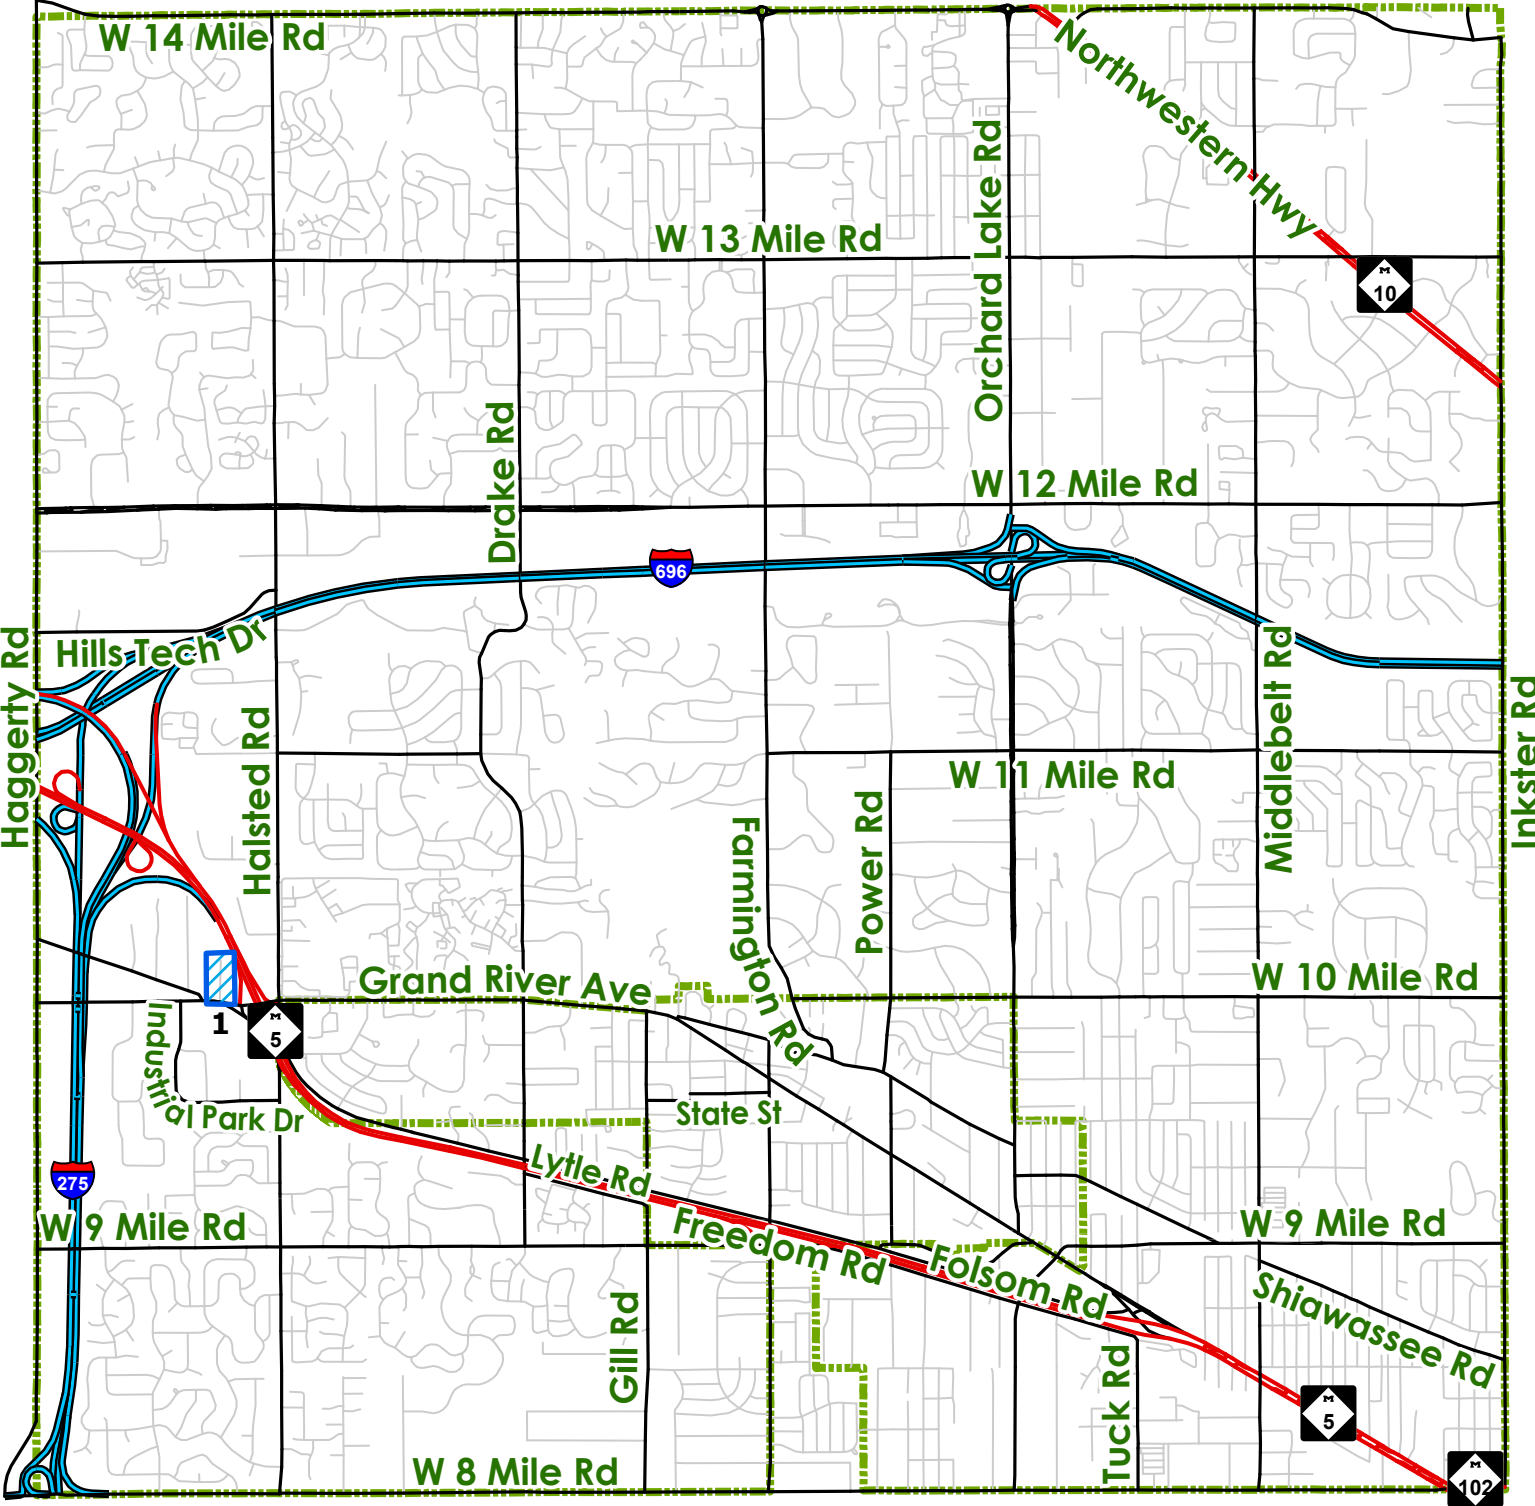 W 14 Mile Rd
Northwestern Hwy
Orchard Lake Rd
W 13 Mile Rd
M
10
Drake Rd
W 12 Mile Rd
696
Hills Tech Dr
Haggerty Rd
Halsted Rd
Middlebelt Rd
Inkster Rd
W 11 Mile Rd
Farmington Rd
Power Rd
Grand River Ave
W 10 Mile Rd
1
M
5
Industrial Park Dr
State St
Lytle Rd
275
W 9 Mile Rd
Freedom Rd
Folsom Rd
W 9 Mile Rd
Shiawassee Rd
Gill Rd
Tuck Rd
M
5
W 8 Mile Rd
M
102